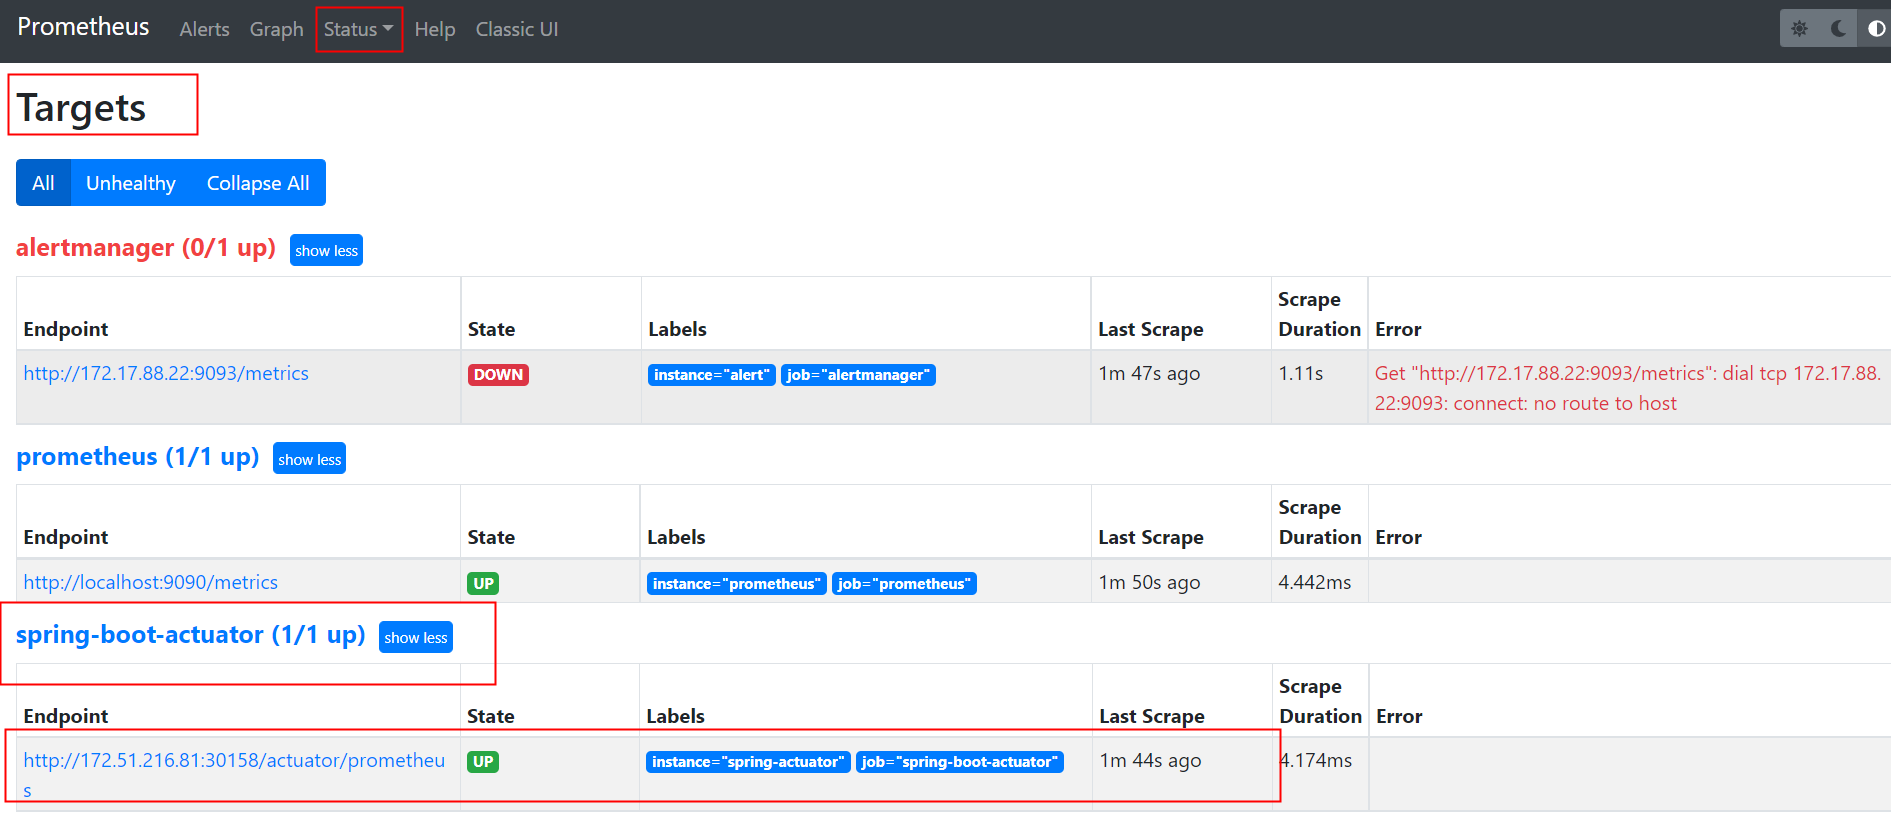 Prometheus Alerts Graph Status Help Classic UI
Targets
All Unhealthy Collapse All
alertmanager (0/1 up) show less
Scrape
Endpoint State Labels Last Scrape Duration Error
http://172.17.88.22:9093/metrics DOWN instance="alert" job="alertmanager" 1m 47s ago 1.11s Get "http://172.17.88.22:9093/metrics": dial tcp 172.17.88.
22:9093: connect: no route to host
prometheus (1/1 up) show less
Scrape
Endpoint State Labels Last Scrape Duration Error
http://localhost:9090/metrics UP instance="prometheus" job="prometheus" 1m 50s ago 4.442ms
spring-boot-actuator (1/1 up) show less
Scrape
Endpoint State Labels Last Scrape Duration Error
http://172.51.216.81:30158/actuator/prometheu UP instance="spring-actuator" job="spring-boot-actuator" 1m 44s ago 4.174ms
s